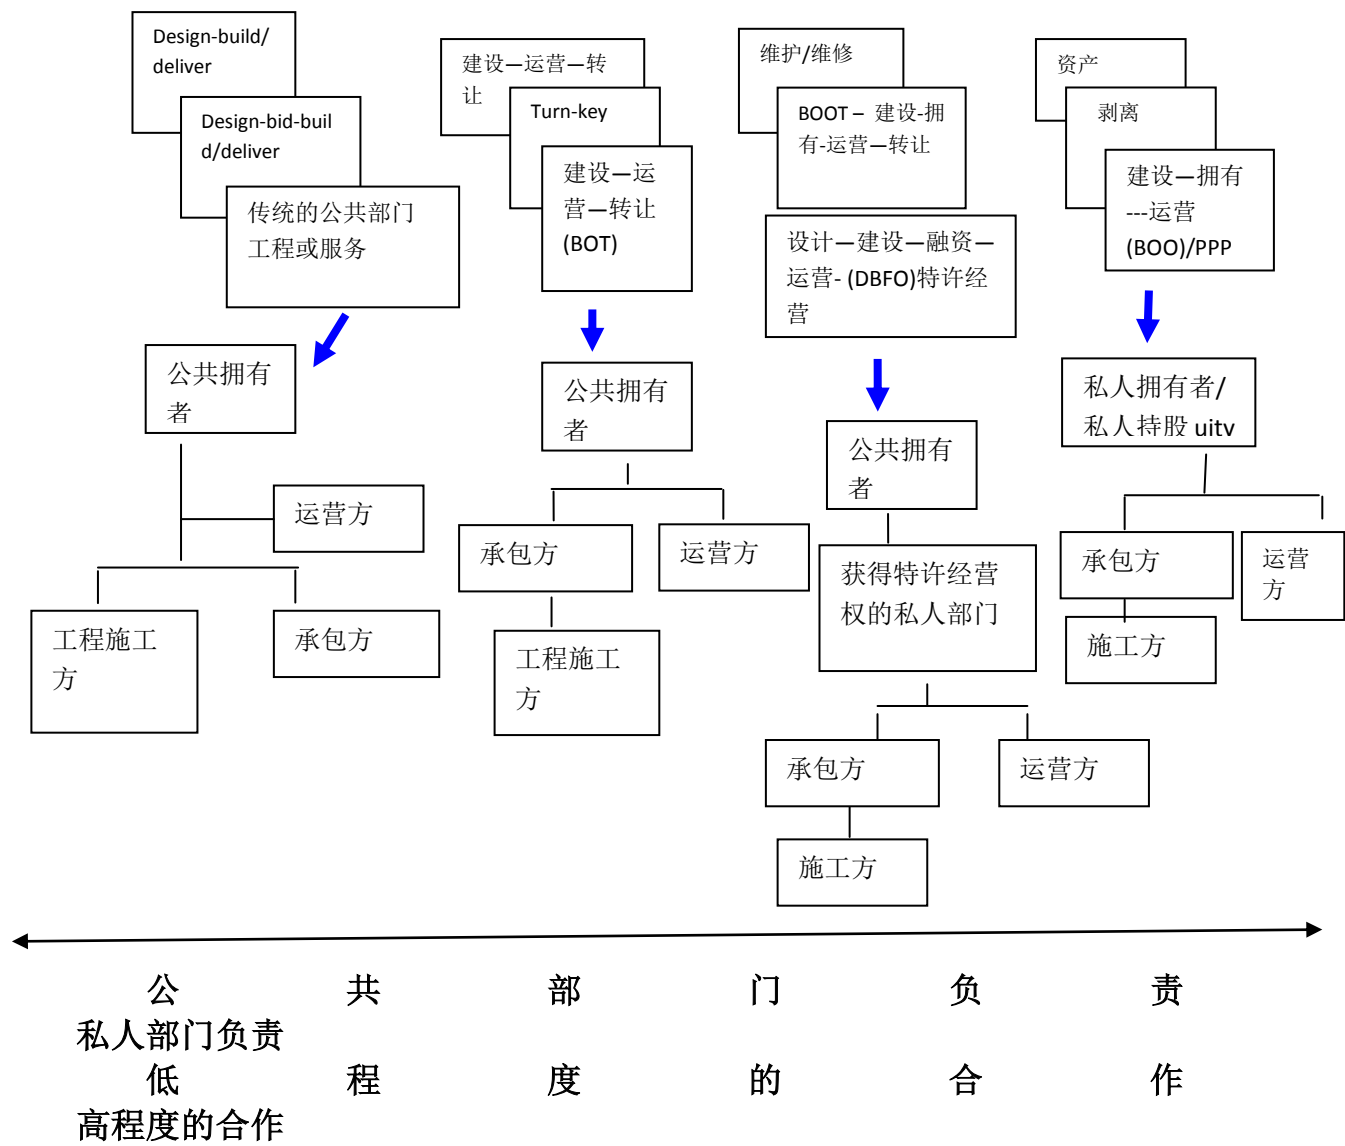 Design-build/
deliver
Design-bid-buil
d/deliver
传统的公共部门
工程或服务
建设—运营—转
让
Turn-key
建设—运
营—转让
(BOT)
维护/维修
BOOT – 建设-拥
有-运营—转让
设计—建设—融资—
运营- (DBFO)特许经
营
资产
剥离
建设—拥有
---运营
(BOO)/PPP
公共拥有
者
运营方
工程施工
方
承包方
公共拥有
者
承包方
运营方
工程施工
方
公共拥有
者
获得特许经营
权的私人部门
承包方
运营方
施工方
私人拥有者/
私人持股 uity
承包方
运营
方
施工方
公 共 部 门 负 责
私人部门负责
低 程 度 的 合 作
高程度的合作